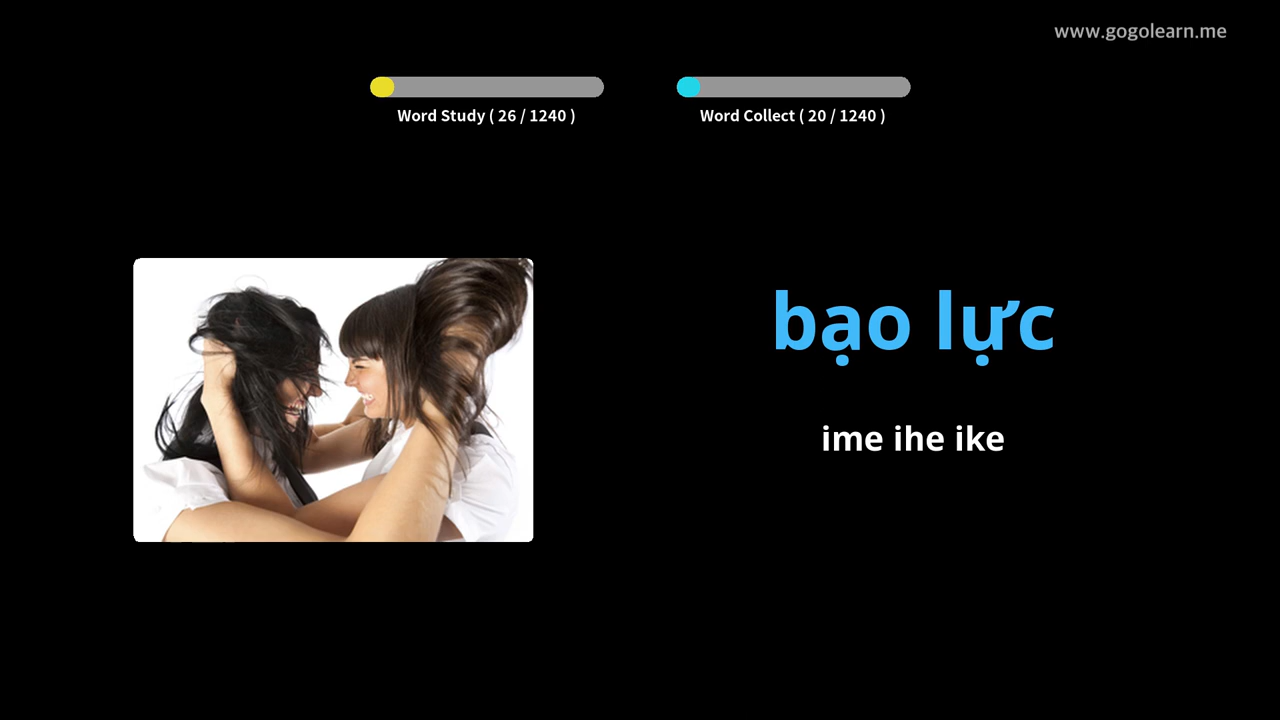 www.gogolearn.me
Word Study ( 26 / 1240 )
Word Collect ( 20 / 1240 )
bạo lực
ime ihe ike